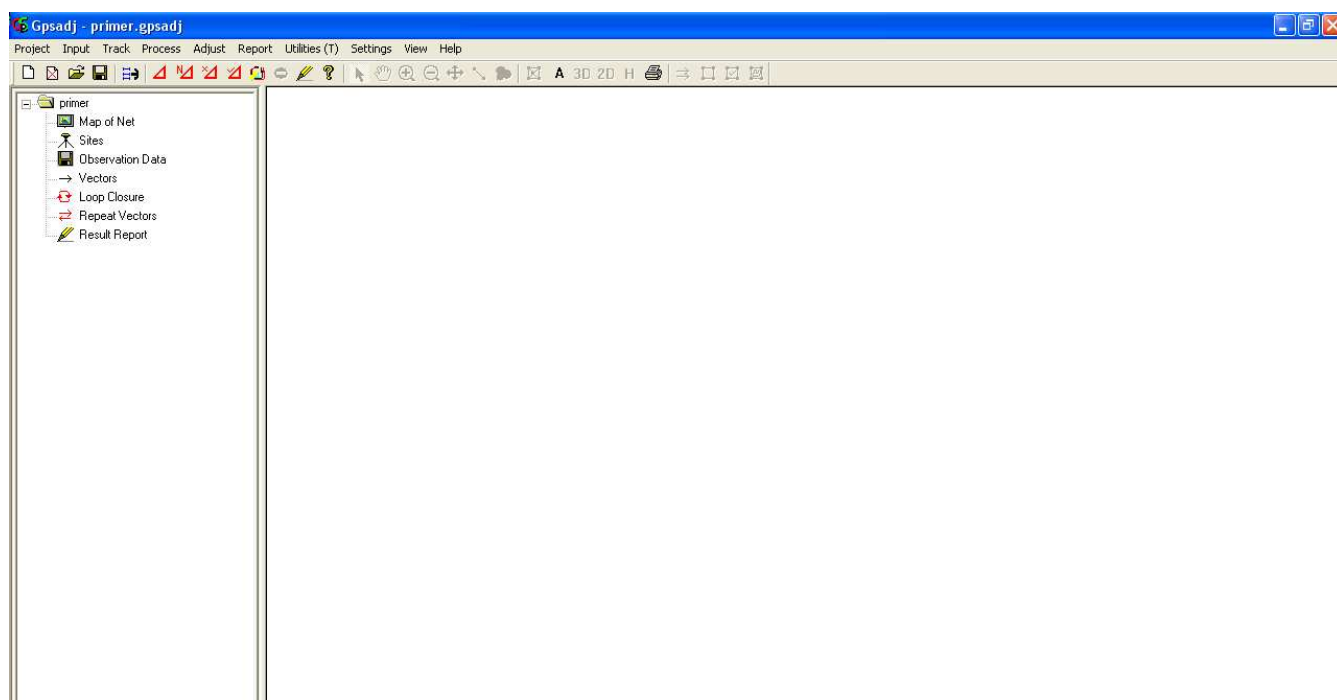 Gpsadj - primer.gpsadj
Project Input Track Process Adjust Report Utilities (T) Settings View Help
A 3D 2D H
primer
Map of Net
Sites
Observation Data
Vectors
Loop Closure
Repeat Vectors
Result Report